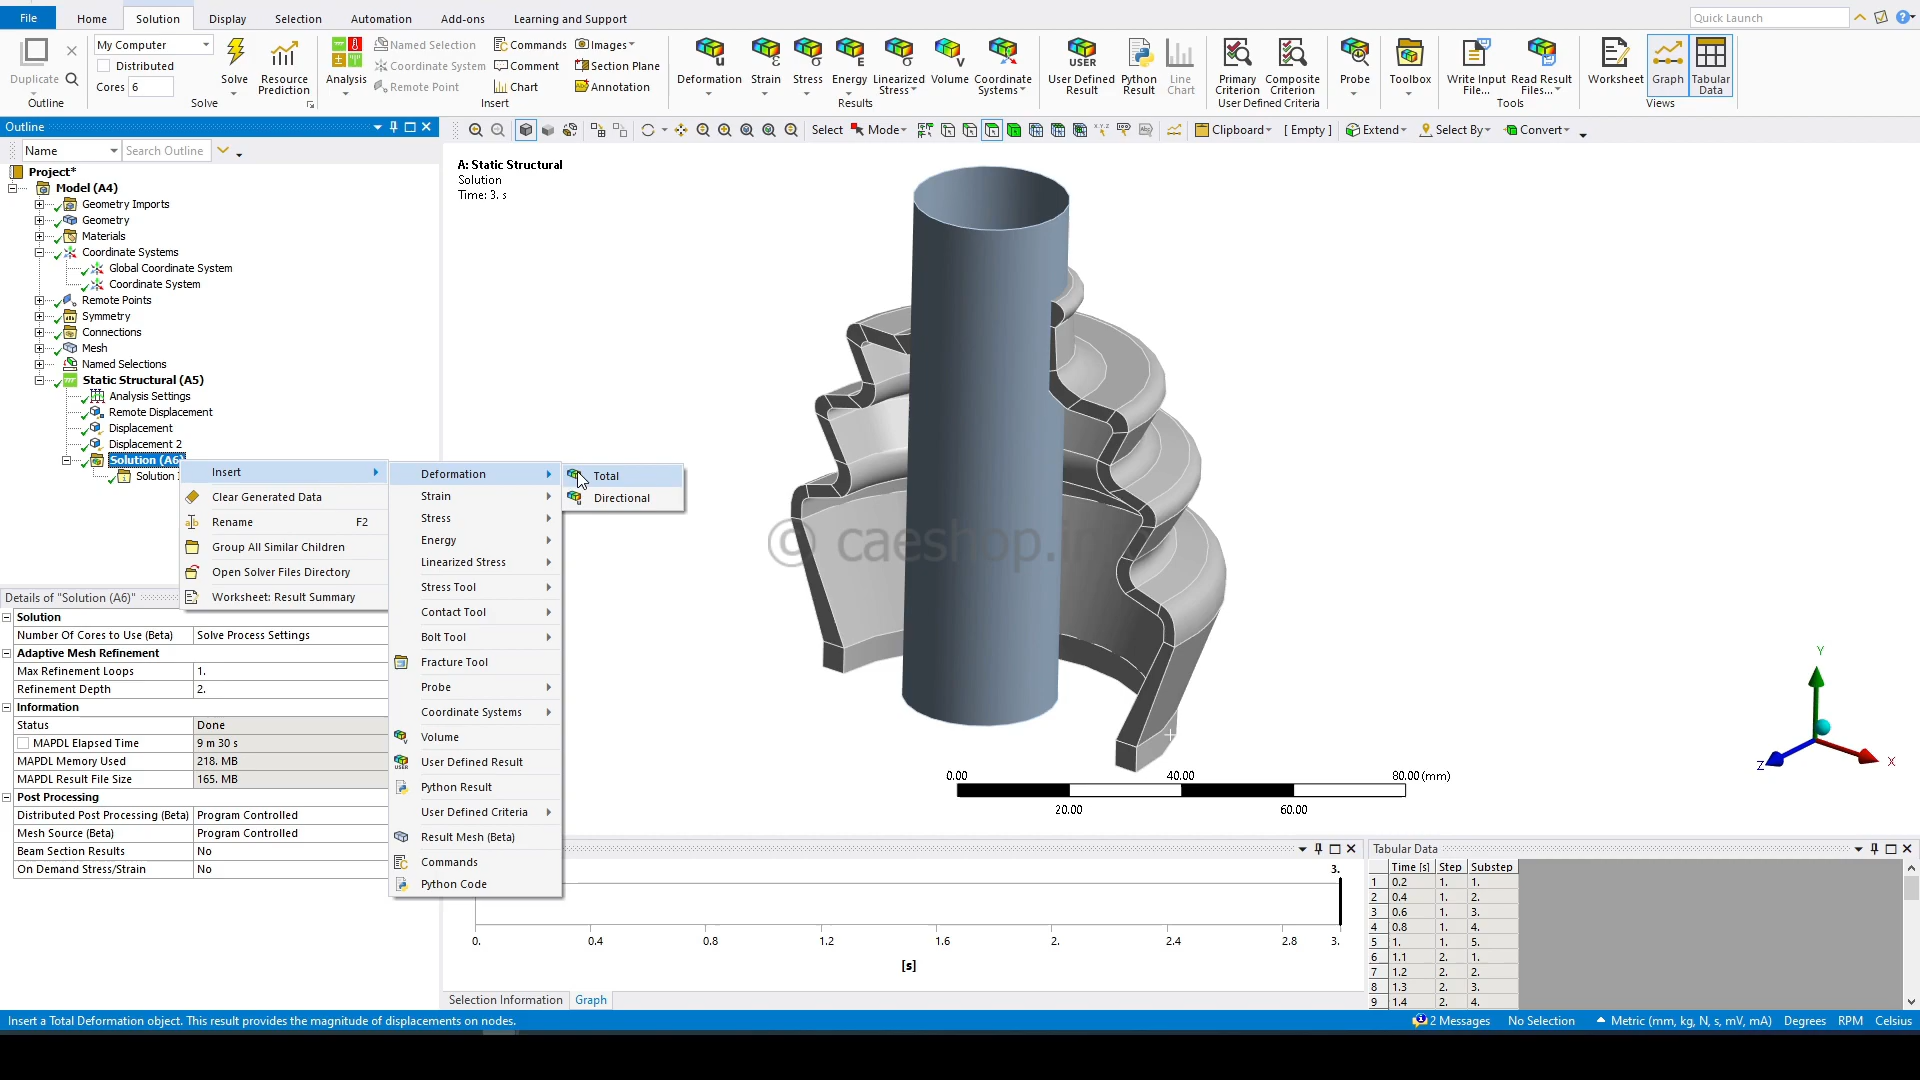 File
Home
Solution
Display
Selection
Automation
Add-ons
Learning and Support
Quick Launch
Duplicate
Outline
My Computer
Distributed
Cores 6
Solve
Resource
Prediction
Solve
Analysis
Named Selection
Coordinate System
Remote Point
Commands
Comment
Chart
Images
Section Plane
Annotation
Insert
Deformation
Strain
Stress
Energy
Linearized
Stress
Volume
Coordinate
Systems
Results
USER
User Defined
Result
Python
Result
Line
Chart
Primary
Criterion
Composite
Criterion
User Defined Criteria
Probe
Toolbox
Write Input
File...
Read Result
Files...
Tools
Worksheet
Graph
Tabular
Data
Views
Outline
Select
Mode
Clipboard
[ Empty ]
Extend
Select By
Convert
Name
Search Outline
Project*
Model (A4)
Geometry Imports
Geometry
Materials
Coordinate Systems
Global Coordinate System
Coordinate System
Remote Points
Symmetry
Connections
Mesh
Named Selections
Static Structural (A5)
Analysis Settings
Remote Displacement
Displacement
Displacement 2
Solution (A6)
Solution
A: Static Structural
Solution
Time: 3. s
Insert
Clear Generated Data
Rename F2
Group All Similar Children
Open Solver Files Directory
Worksheet: Result Summary
Deformation
Strain
Stress
Energy
Linearized Stress
Stress Tool
Contact Tool
Bolt Tool
Fracture Tool
Probe
Coordinate Systems
Volume
User Defined Result
Python Result
User Defined Criteria
Result Mesh (Beta)
Commands
Python Code
Total
Directional
© caeshop.in
Details of "Solution (A6)"
Solution
Number Of Cores to Use (Beta) Solve Process Settings
Adaptive Mesh Refinement
Max Refinement Loops 1.
Refinement Depth 2.
Information
Status Done
MAPDL Elapsed Time 9 m 30 s
MAPDL Memory Used 218. MB
MAPDL Result File Size 165. MB
Post Processing
Distributed Post Processing (Beta) Program Controlled
Mesh Source (Beta) Program Controlled
Beam Section Results No
On Demand Stress/Strain No
Y
Z
X
0.00 40.00 80.00 (mm)
20.00 60.00
3.
0. 0.4 0.8 1.2 1.6 2. 2.4 2.8 3.
[s]
Selection Information
Graph
Tabular Data
Time [s] Step Substep
1 0.2 1. 1.
2 0.4 1. 2.
3 0.6 1. 3.
4 0.8 1. 4.
5 1. 1. 5.
6 1.1 2. 1.
7 1.2 2. 2.
8 1.3 2. 3.
9 1.4 2. 4.
Insert a Total Deformation object. This result provides the magnitude of displacements on nodes.
2 Messages
No Selection
Metric (mm, kg, N, s, mV, mA)
Degrees
RPM
Celsius